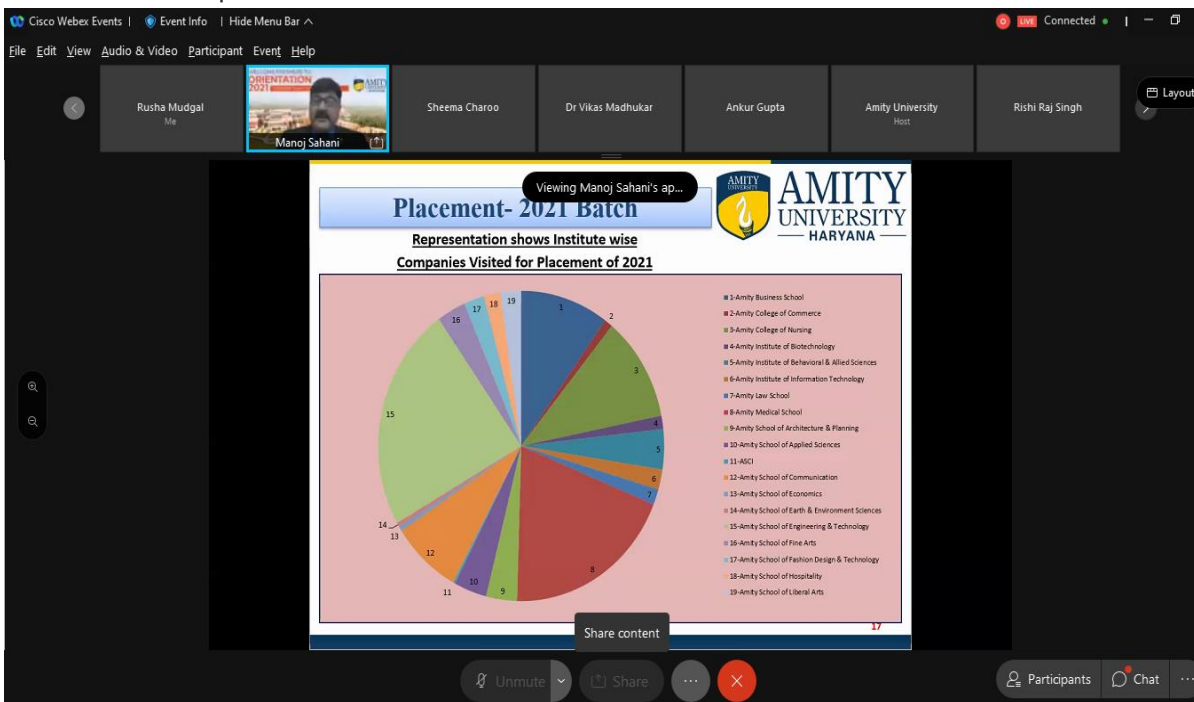 Cisco Webex Events | Event Info | Hide Menu Bar
LIVE Connected
File Edit View Audio & Video Participant Event Help
Rusha Mudgal
Me
ORIENTATION
2021
AMITY
Manoj Sahani
Sheema Charoo
Dr Vikas Madhukar
Ankur Gupta
Amity University
Host
Rishi Raj Singh
Layout
Viewing Manoj Sahani's ap...
Placement- 2021 Batch
AMITY
UNIVERSITY
AMITY
UNIVERSITY
HARYANA
Representation shows Institute wise
Companies Visited for Placement of 2021
1
2
3
4
5
6
7
8
9
10
11
12
13
14
15
16
17
18
19
1-Amity Business School
2-Amity College of Commerce
3-Amity College of Nursing
4-Amity Institute of Biotechnology
5-Amity Institute of Behavioral & Allied Sciences
6-Amity Institute of Information Technology
7-Amity Law School
8-Amity Medical School
9-Amity School of Architecture & Planning
10-Amity School of Applied Sciences
11-ASCI
12-Amity School of Communication
13-Amity School of Economics
14-Amity School of Earth & Environment Sciences
15-Amity School of Engineering & Technology
16-Amity School of Fine Arts
17-Amity School of Fashion Design & Technology
18-Amity School of Hospitality
19-Amity School of Liberal Arts
17
Share content
Unmute
Share
Participants
Chat